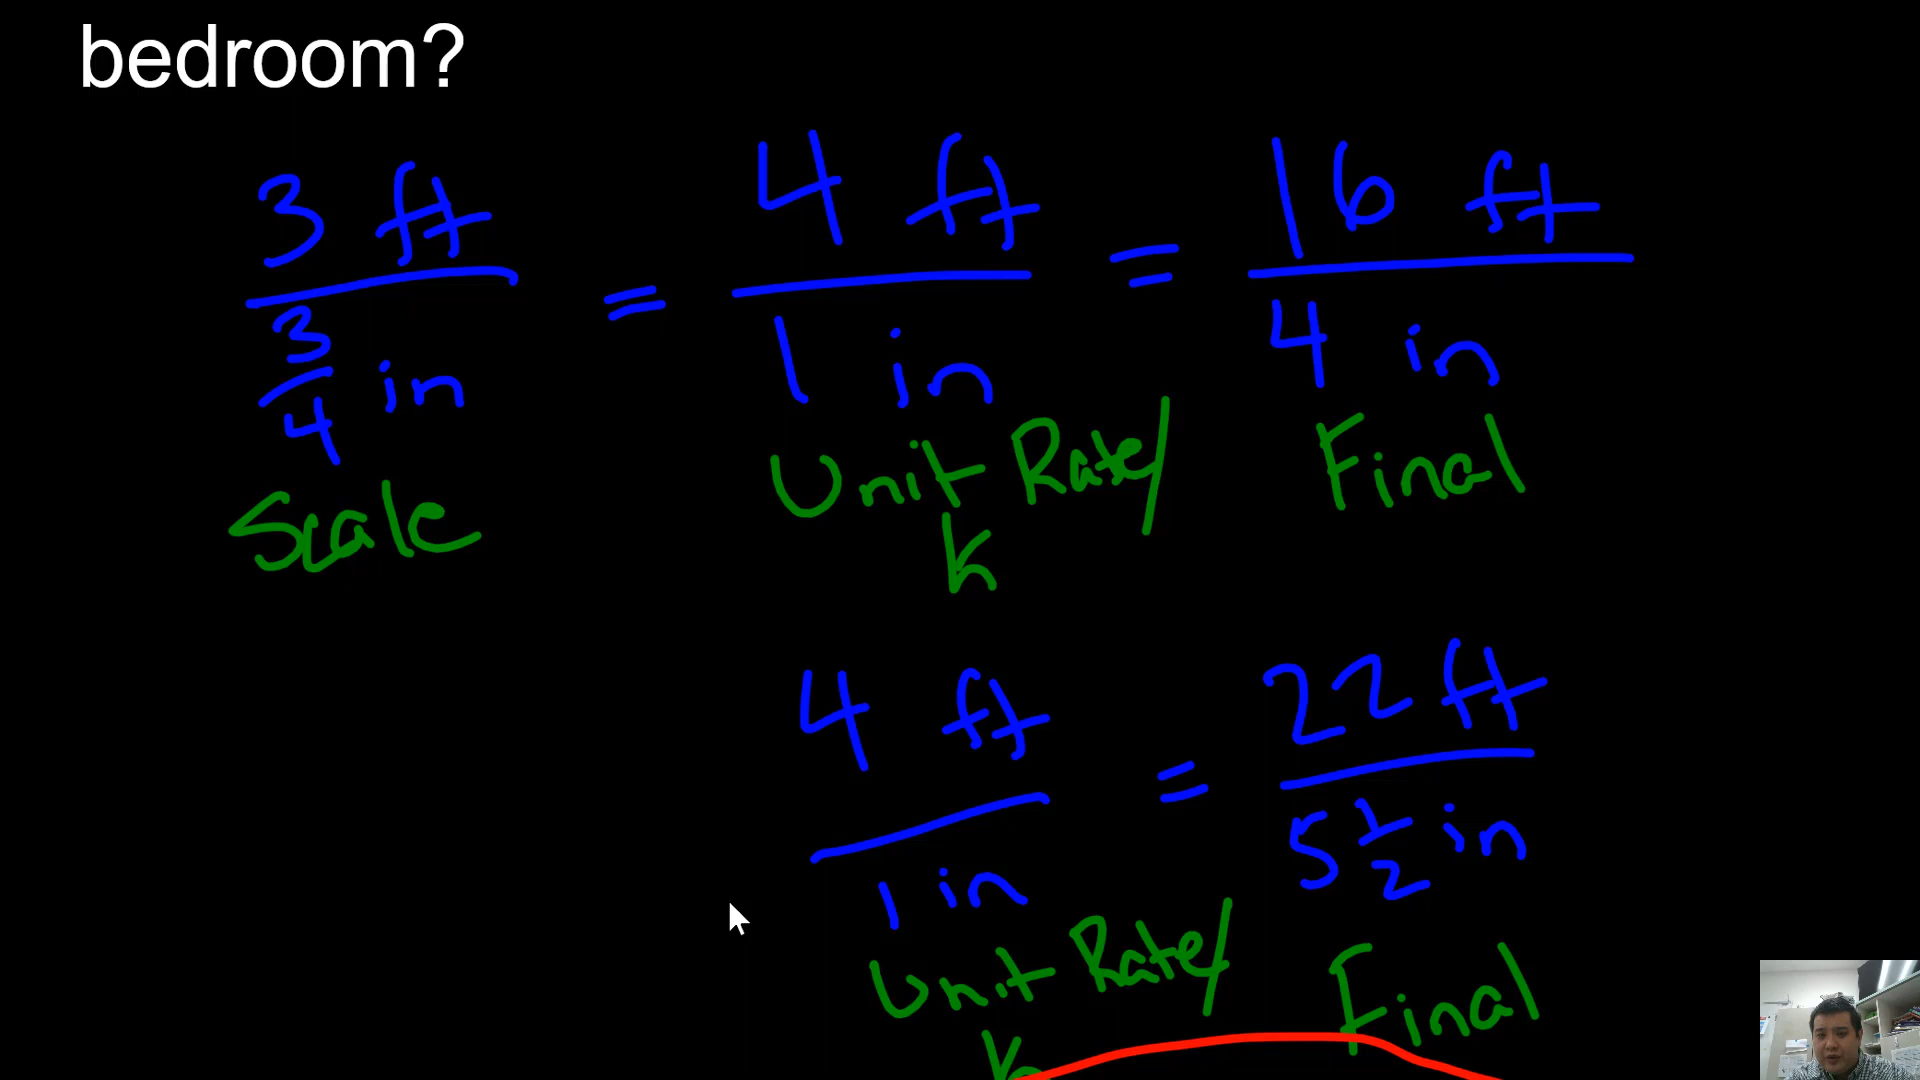 bedroom?
3 ft / 3/4 in = 4 ft / 1 in = 16 ft / 4 in
Scale Unit Rate/ k Final
4 ft / 1 in = 22 ft / 5 1/2 in
Unit Rate/ k Final